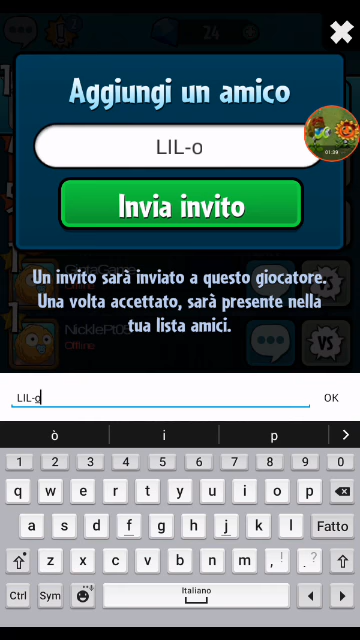 24
Aggiungi un amico
LIL-o
01:39
Invia invito
Un invito sarà inviato a questo giocatore.
Una volta accettato, sarà presente nella
tua lista amici.
Offline
NicklePt05
Offline
VS
LIL-o
OK
ò i p
1 2 3 4 5 6 7 8 9 0
q w e r t y u i o p
a s d f g h j k l Fatto
z x c v b n m , ! . ?
Ctrl Sym Italiano